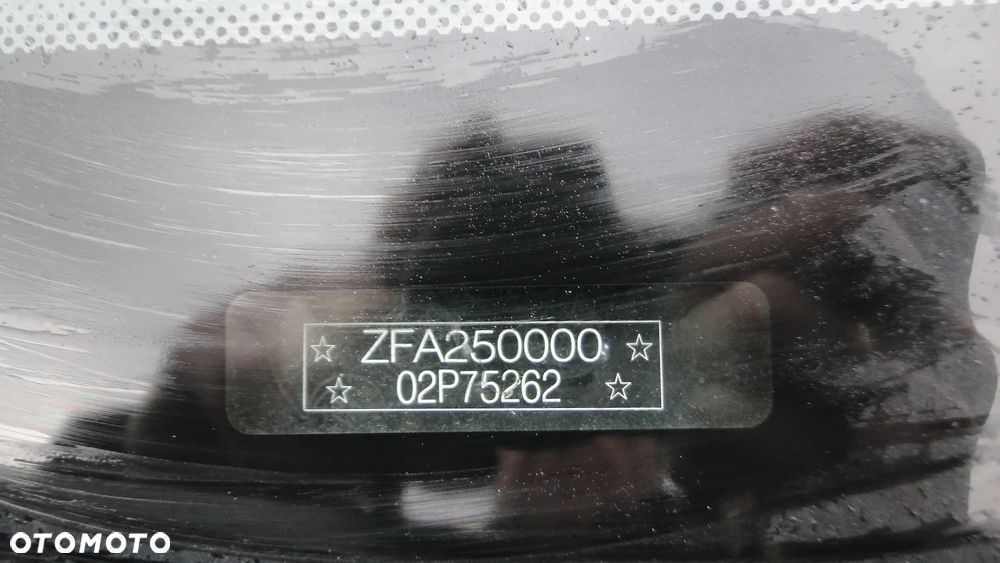 ☆ ZFA250000 ☆
☆ 02P75262 ☆
OTOMOTO